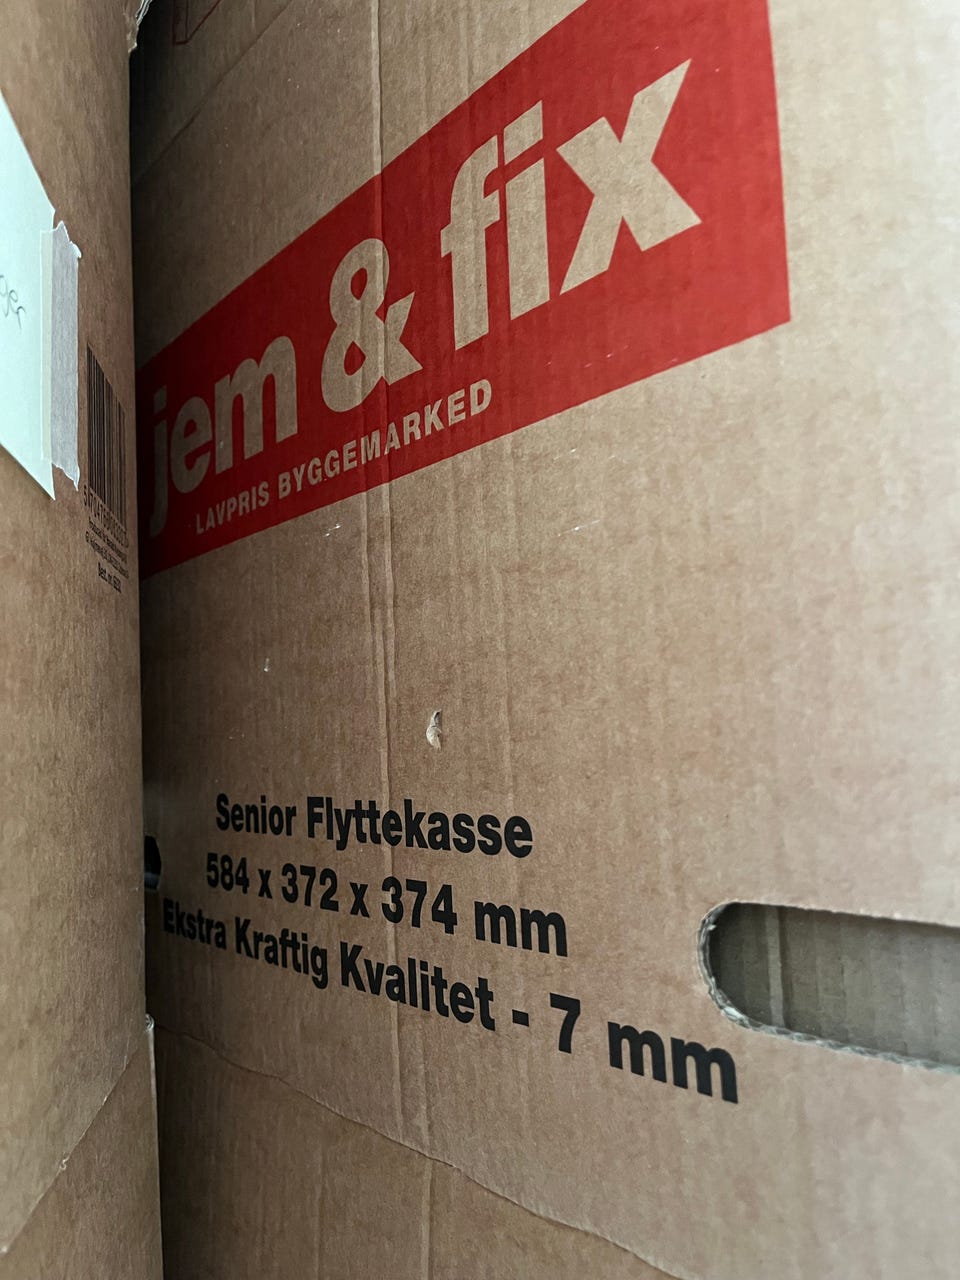 jem & fix
LAVPRIS BYGGEMARKED
Senior Flyttekasse
584 x 372 x 374 mm
Ekstra Kraftig Kvalitet - 7 mm